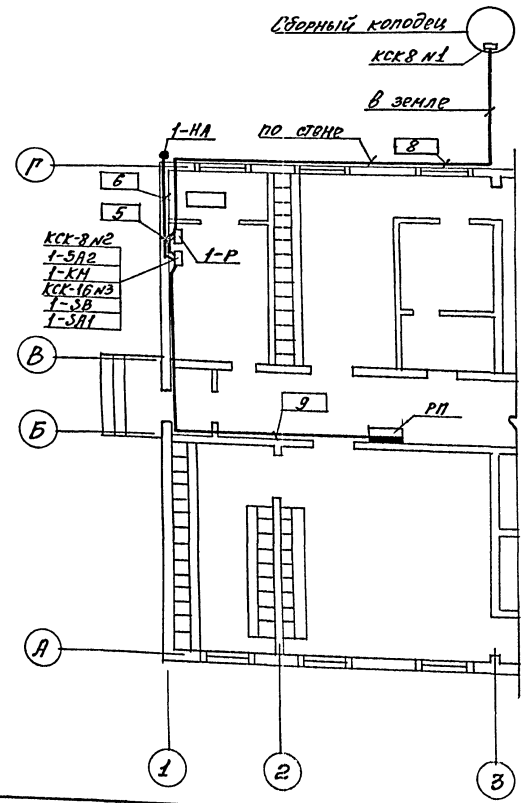 Сборный колодец
КСК8 №1
в земле
1-НА
по стене
8
Г
6
5
КСК-8 №2
1-SA2
1-КМ
КСК-16 №3
1-SB
1-SA1
1-Р
В
Б
9
РП
А
1
2
3